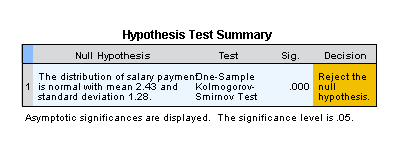 Hypothesis Test Summary
Null Hypothesis Test Sig. Decision
1 The distribution of salary payment is normal with mean 2.43 and standard deviation 1.28. One-Sample Kolmogorov-Smirnov Test .000 Reject the null hypothesis.
Asymptotic significances are displayed. The significance level is .05.